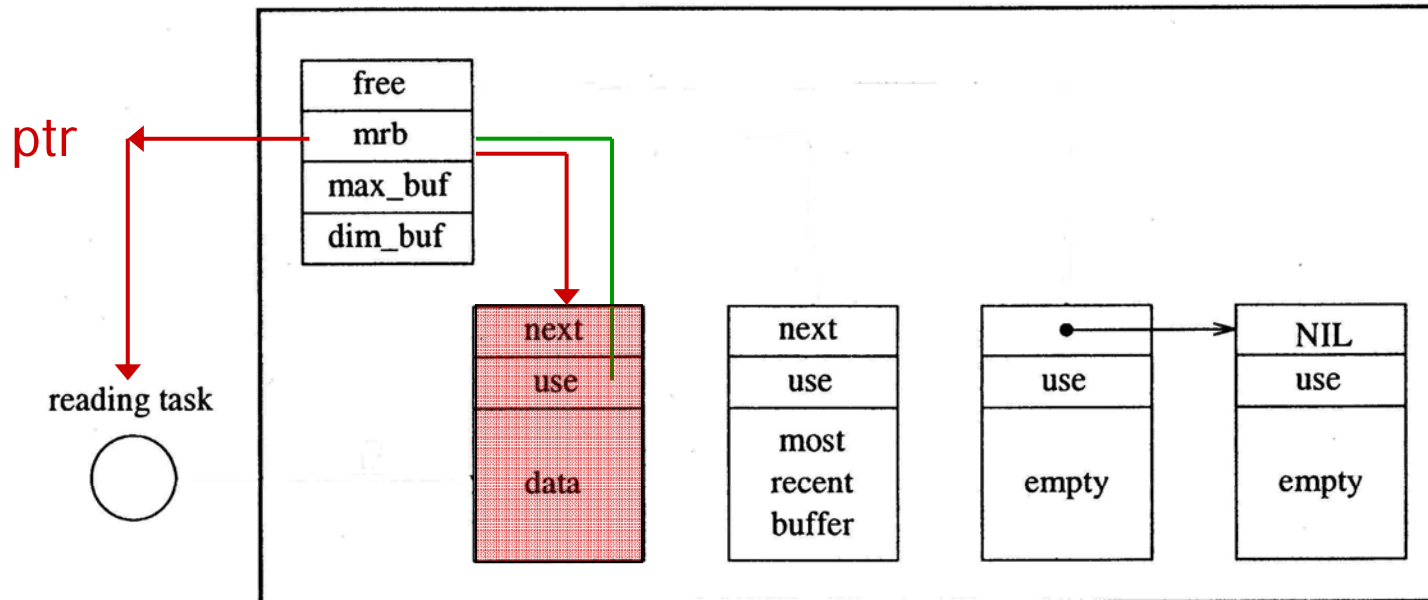 free
ptr
mrb
max_buf
dim_buf
reading task
next
use
data
next
use
most
recent
buffer
use
empty
NIL
use
empty